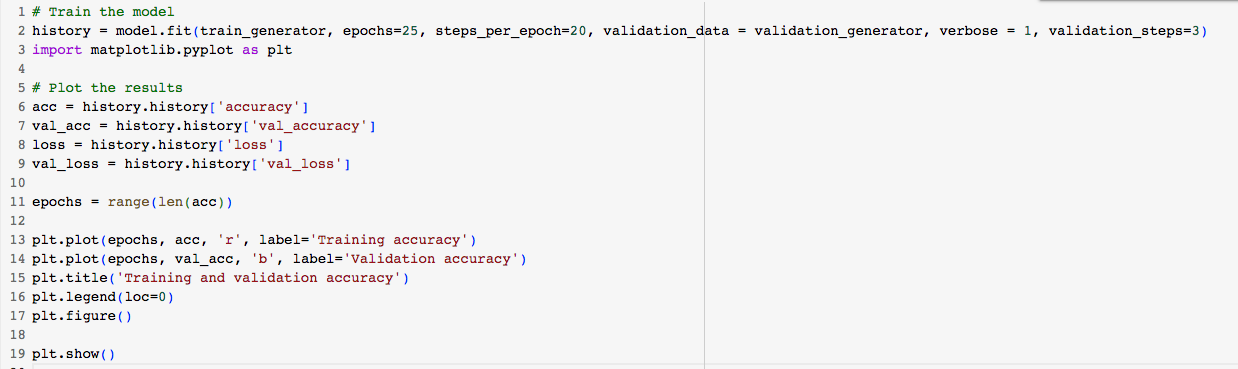 1 # Train the model
2 history = model.fit(train_generator, epochs=25, steps_per_epoch=20, validation_data = validation_generator, verbose = 1, validation_steps=3)
3 import matplotlib.pyplot as plt
4
5 # Plot the results
6 acc = history.history['accuracy']
7 val_acc = history.history['val_accuracy']
8 loss = history.history['loss']
9 val_loss = history.history['val_loss']
10
11 epochs = range(len(acc))
12
13 plt.plot(epochs, acc, 'r', label='Training accuracy')
14 plt.plot(epochs, val_acc, 'b', label='Validation accuracy')
15 plt.title('Training and validation accuracy')
16 plt.legend(loc=0)
17 plt.figure()
18
19 plt.show()